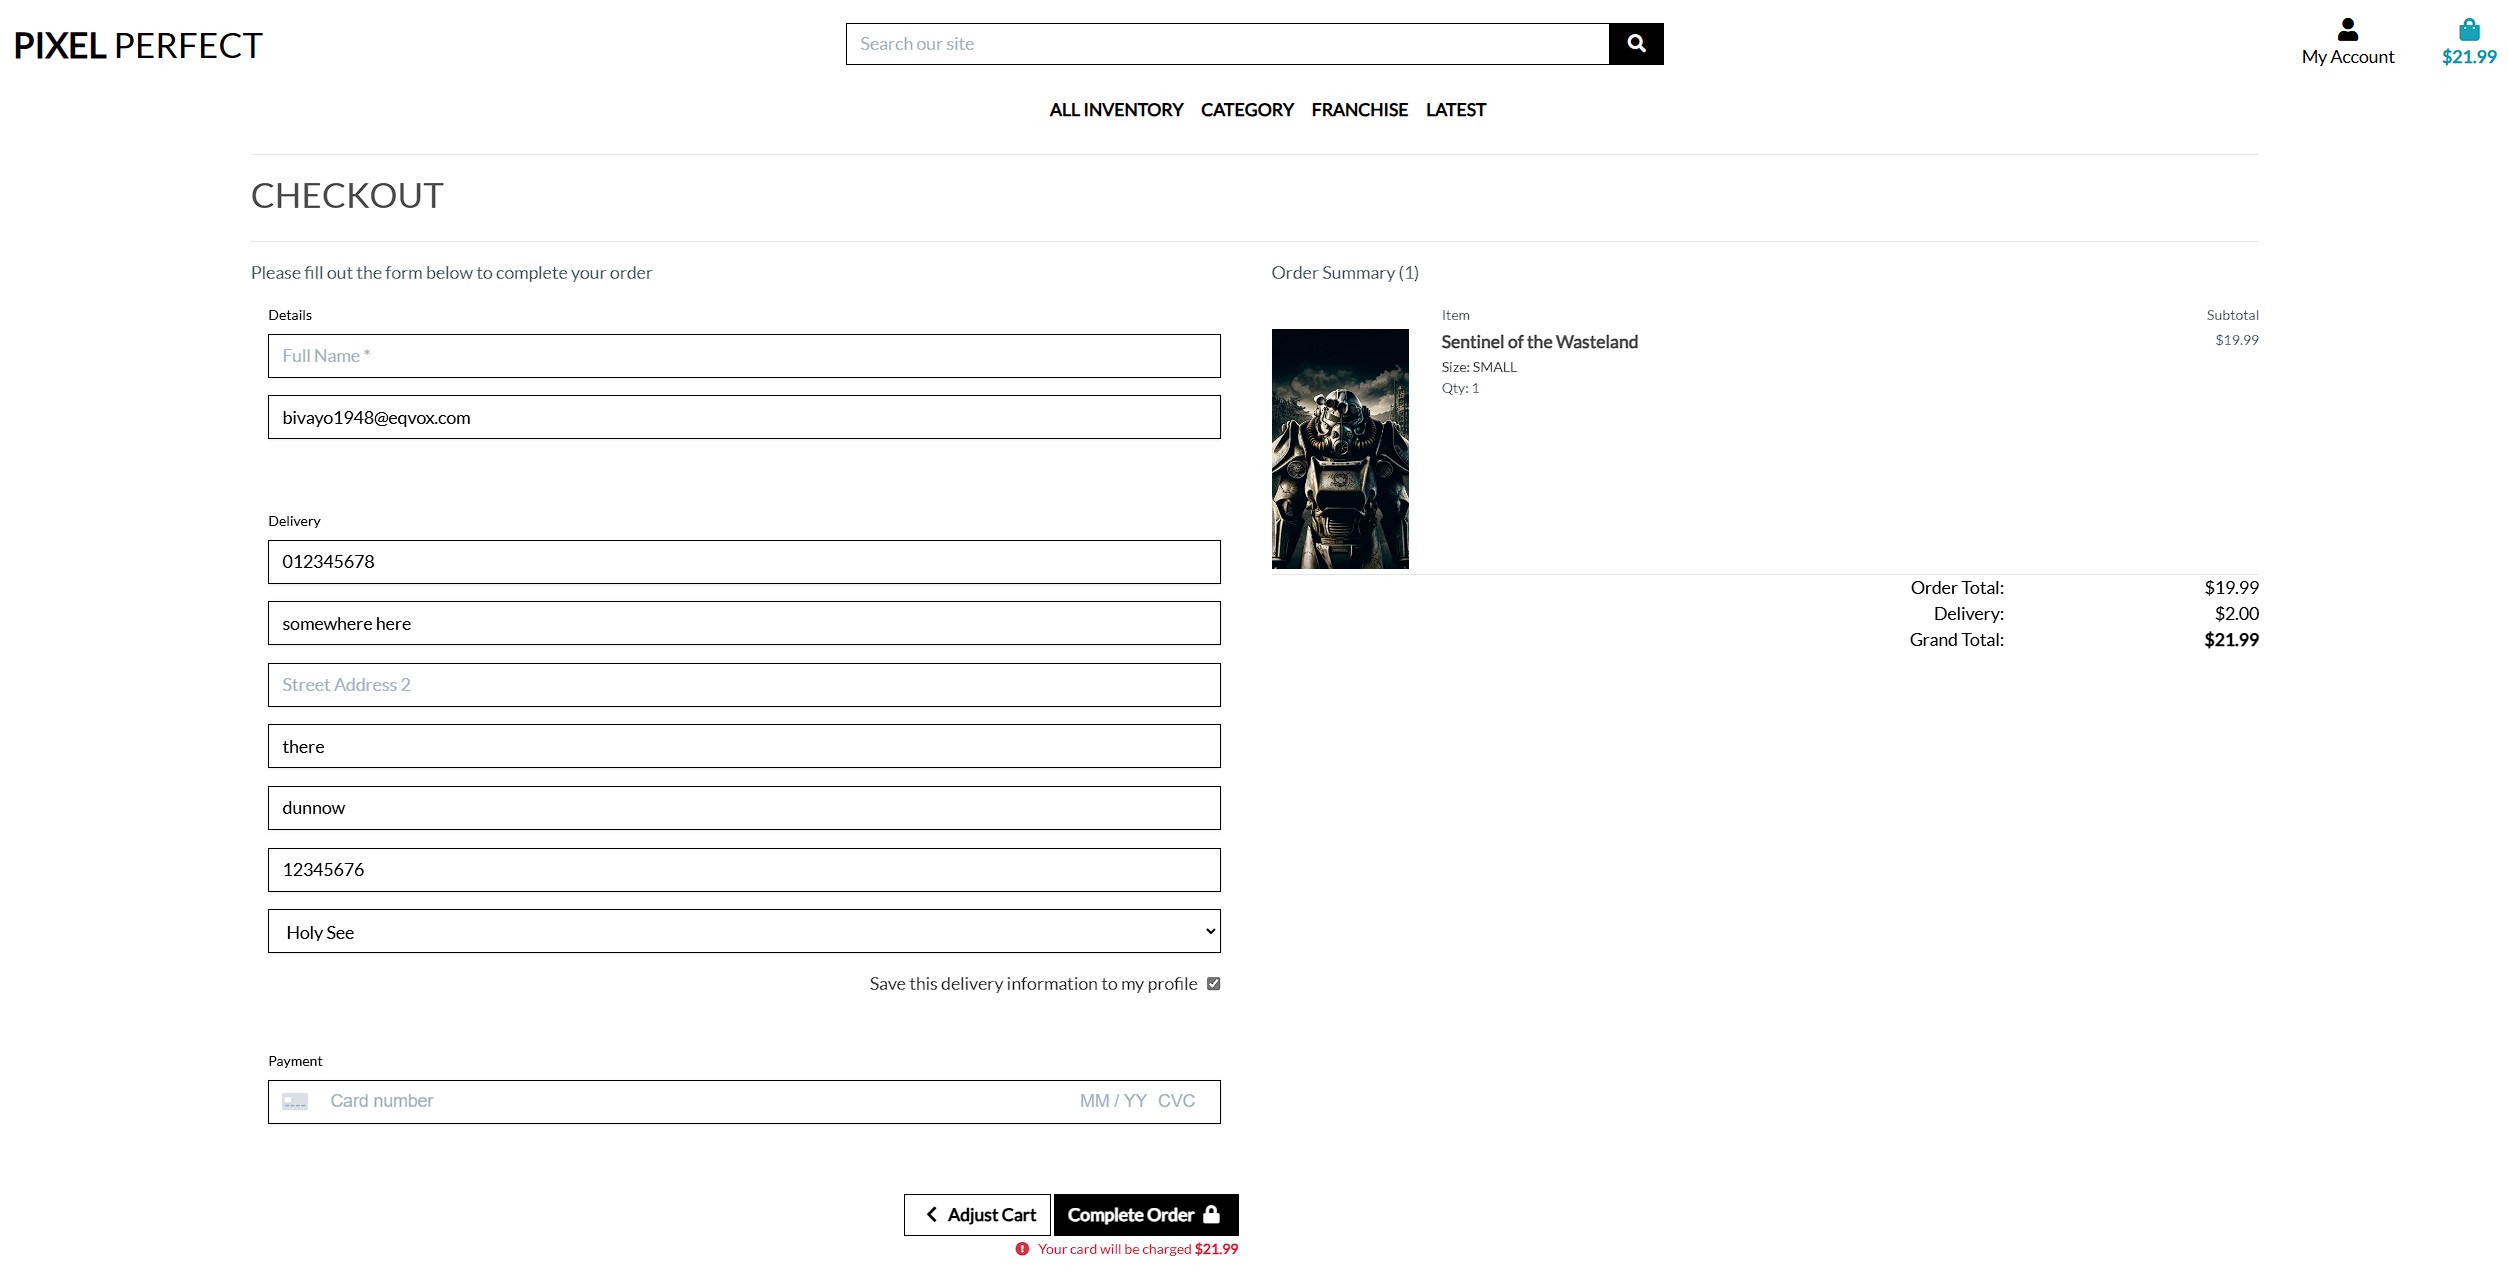 PIXEL PERFECT
Search our site
My Account
$21.99
ALL INVENTORY CATEGORY FRANCHISE LATEST
CHECKOUT
Please fill out the form below to complete your order
Details
Full Name *
bivayo1948@eqvox.com
Delivery
012345678
somewhere here
Street Address 2
there
dunnow
12345676
Holy See
Save this delivery information to my profile
Payment
Card number MM / YY CVC
Adjust Cart Complete Order
Your card will be charged $21.99
Order Summary (1)
Item Subtotal
Sentinel of the Wasteland $19.99
Size: SMALL
Qty: 1
Order Total: $19.99
Delivery: $2.00
Grand Total: $21.99